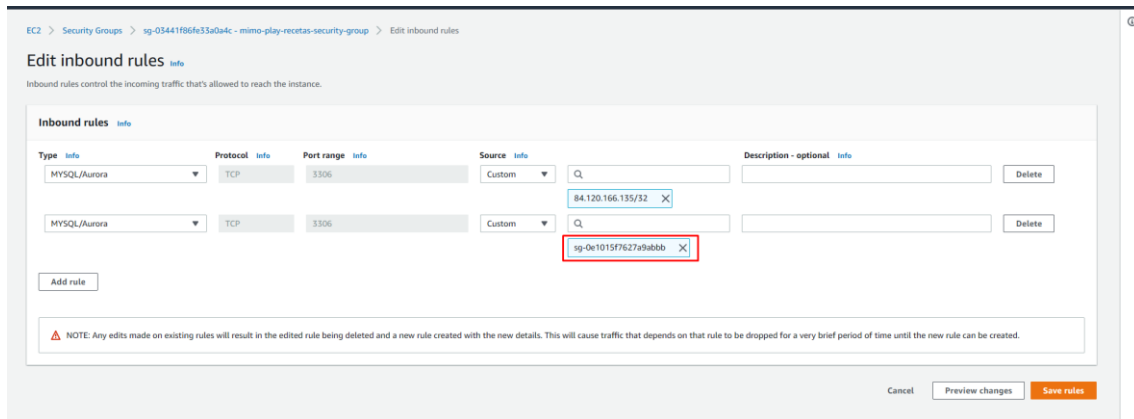 EC2 > Security Groups > sg-03441f86fe33a0a4c - mimo-play-recetas-security-group > Edit inbound rules
Edit inbound rules Info
Inbound rules control the incoming traffic that's allowed to reach the instance.
Inbound rules Info
Type Info Protocol Info Port range Info Source Info Description - optional Info
MYSQL/Aurora TCP 3306 Custom Delete
84.120.166.135/32
MYSQL/Aurora TCP 3306 Custom Delete
sg-0e1015f7627a9abbb
Add rule
NOTE: Any edits made on existing rules will result in the edited rule being deleted and a new rule created with the new details. This will cause traffic that depends on that rule to be dropped for a very brief period of time until the new rule can be created.
Cancel Preview changes Save rules